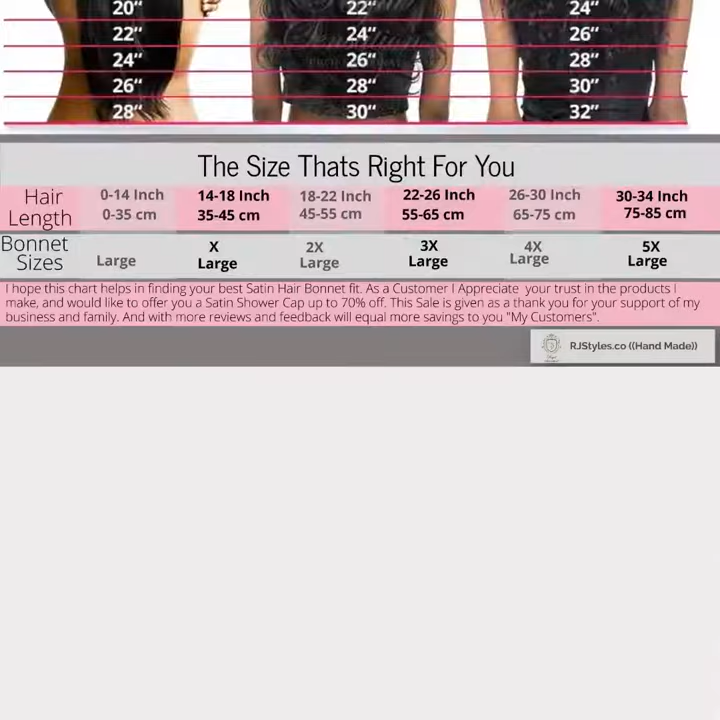 20“ 22“ 24“
22“ 24“ 26“
24“ 26“ 28“
26“ 28“ 30“
28“ 30“ 32“
The Size Thats Right For You
Hair Length 0-14 Inch 14-18 Inch 18-22 Inch 22-26 Inch 26-30 Inch 30-34 Inch
0-35 cm 35-45 cm 45-55 cm 55-65 cm 65-75 cm 75-85 cm
Bonnet Sizes Large X Large 2X Large 3X Large 4X Large 5X Large
I hope this chart helps in finding your best Satin Hair Bonnet fit. As a Customer I Appreciate your trust in the products I
make, and would like to offer you a Satin Shower Cap up to 70% off. This Sale is given as a thank you for your support of my
business and family. And with more reviews and feedback will equal more savings to you "My Customers".
RJStyles.co ((Hand Made))